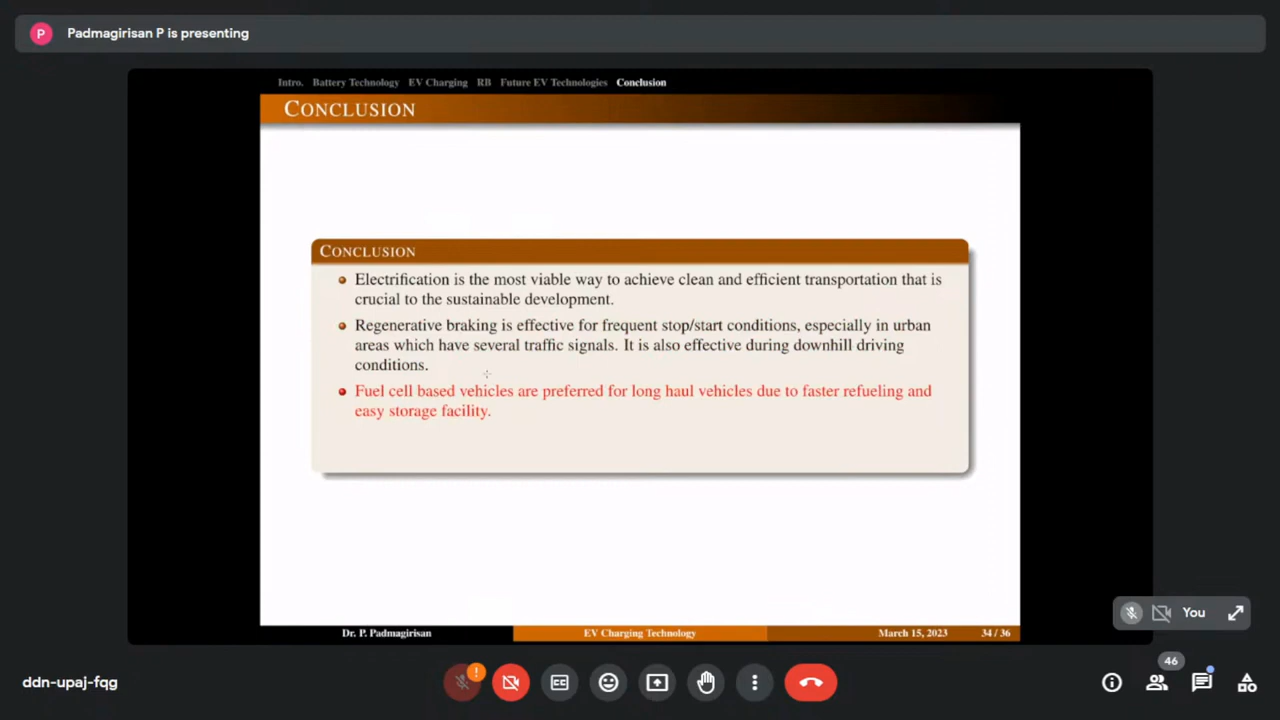 P Padmagirisan P is presenting
Intro. Battery Technology EV Charging RB Future EV Technologies Conclusion
CONCLUSION
CONCLUSION
Electrification is the most viable way to achieve clean and efficient transportation that is
crucial to the sustainable development.
Regenerative braking is effective for frequent stop/start conditions, especially in urban
areas which have several traffic signals. It is also effective during downhill driving
conditions.
Fuel cell based vehicles are preferred for long haul vehicles due to faster refueling and
easy storage facility.
You
Dr. P. Padmagirisan EV Charging Technology March 15, 2023 34 / 36
46
ddn-upaj-fqg ! CC